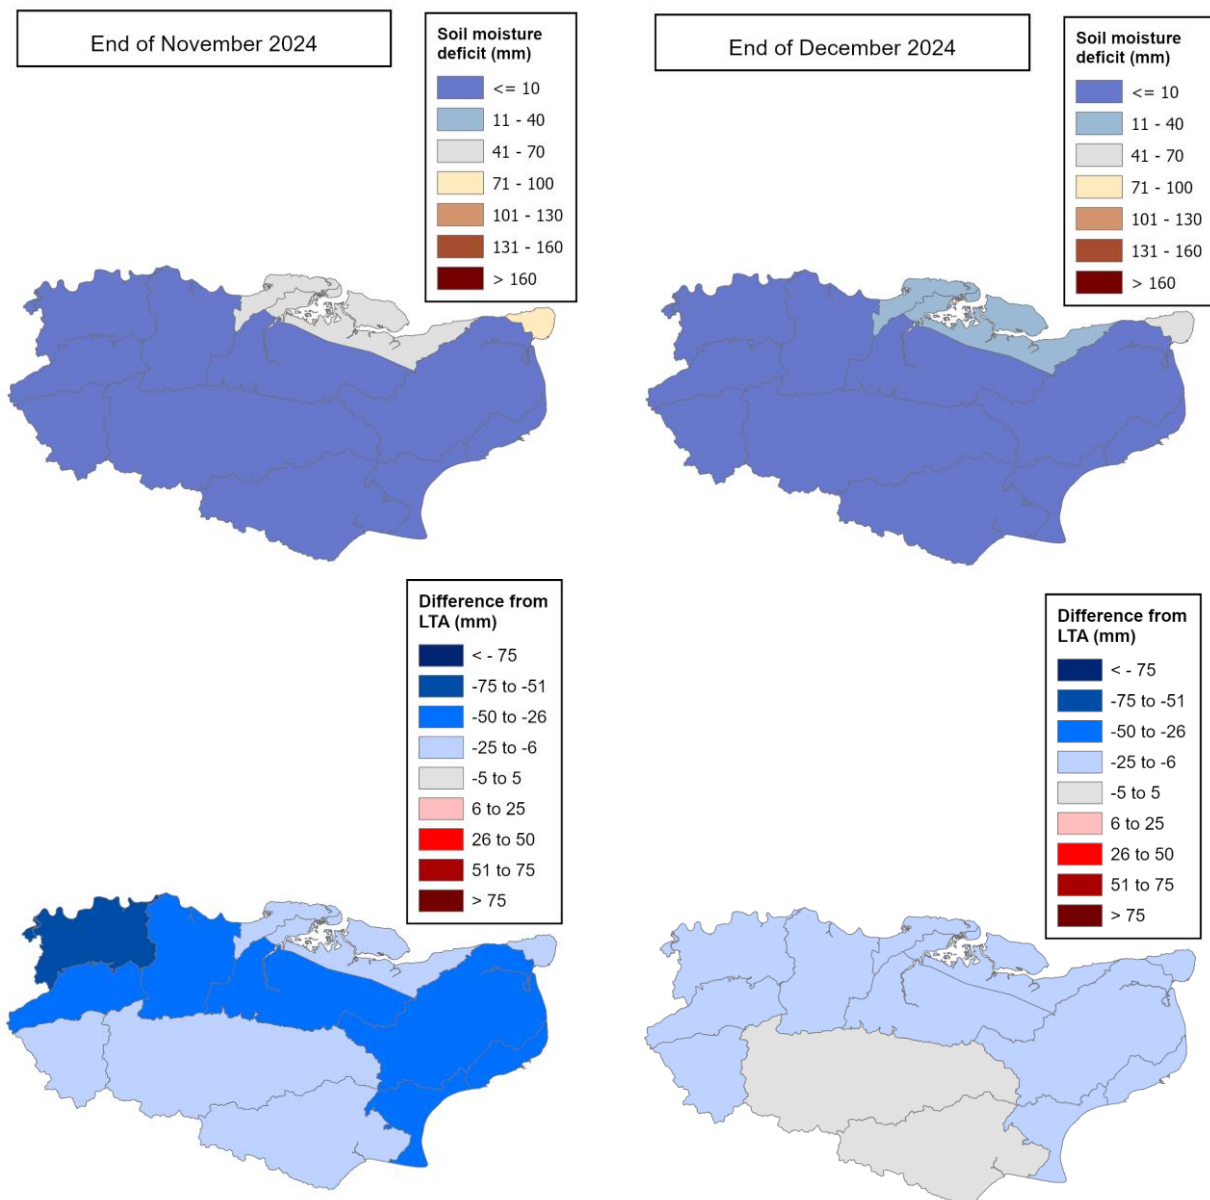 End of November 2024
Soil moisture
deficit (mm)
<= 10
11 - 40
41 - 70
71 - 100
101 - 130
131 - 160
> 160
End of December 2024
Soil moisture
deficit (mm)
<= 10
11 - 40
41 - 70
71 - 100
101 - 130
131 - 160
> 160
Difference from
LTA (mm)
< - 75
-75 to -51
-50 to -26
-25 to -6
-5 to 5
6 to 25
26 to 50
51 to 75
> 75
Difference from
LTA (mm)
< - 75
-75 to -51
-50 to -26
-25 to -6
-5 to 5
6 to 25
26 to 50
51 to 75
> 75